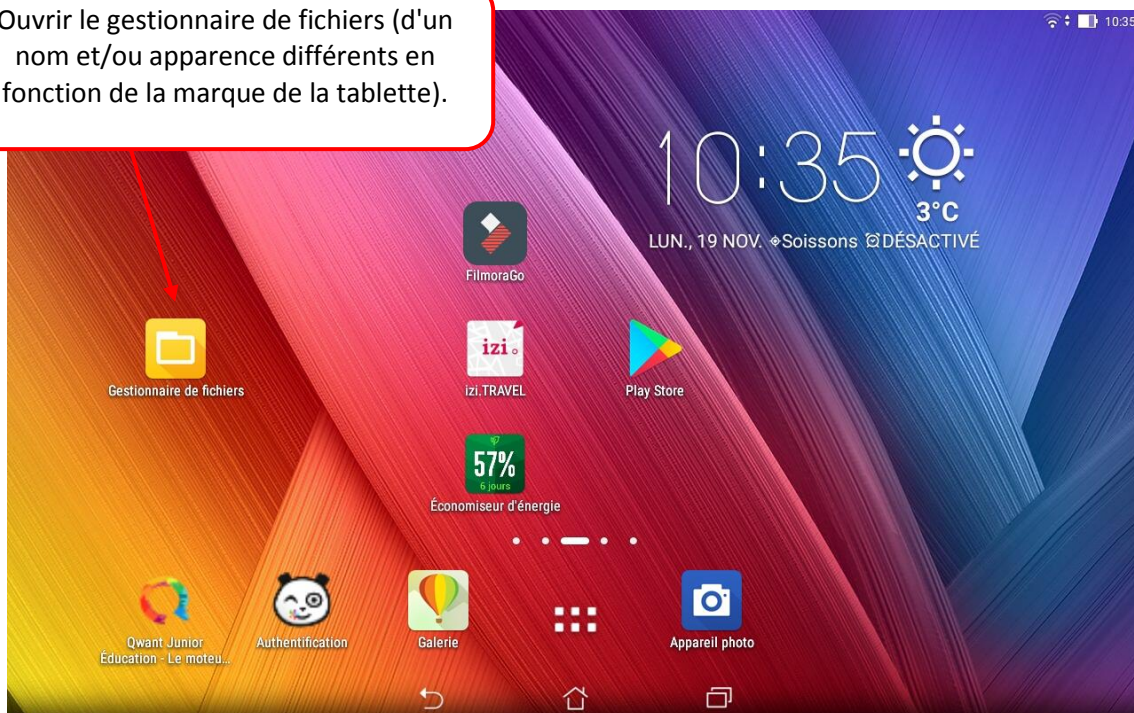 Ouvrir le gestionnaire de fichiers (d'un
nom et/ou apparence différents en
fonction de la marque de la tablette).
10:35
10:35
3°C
LUN., 19 NOV. Soissons DÉSACTIVÉ
FilmoraGo
izi
Gestionnaire de fichiers
izi.TRAVEL
Play Store
57%
6 jours
Économiseur d'énergie
Qwant Junior
Éducation - Le moteu...
Authentification
Galerie
Appareil photo